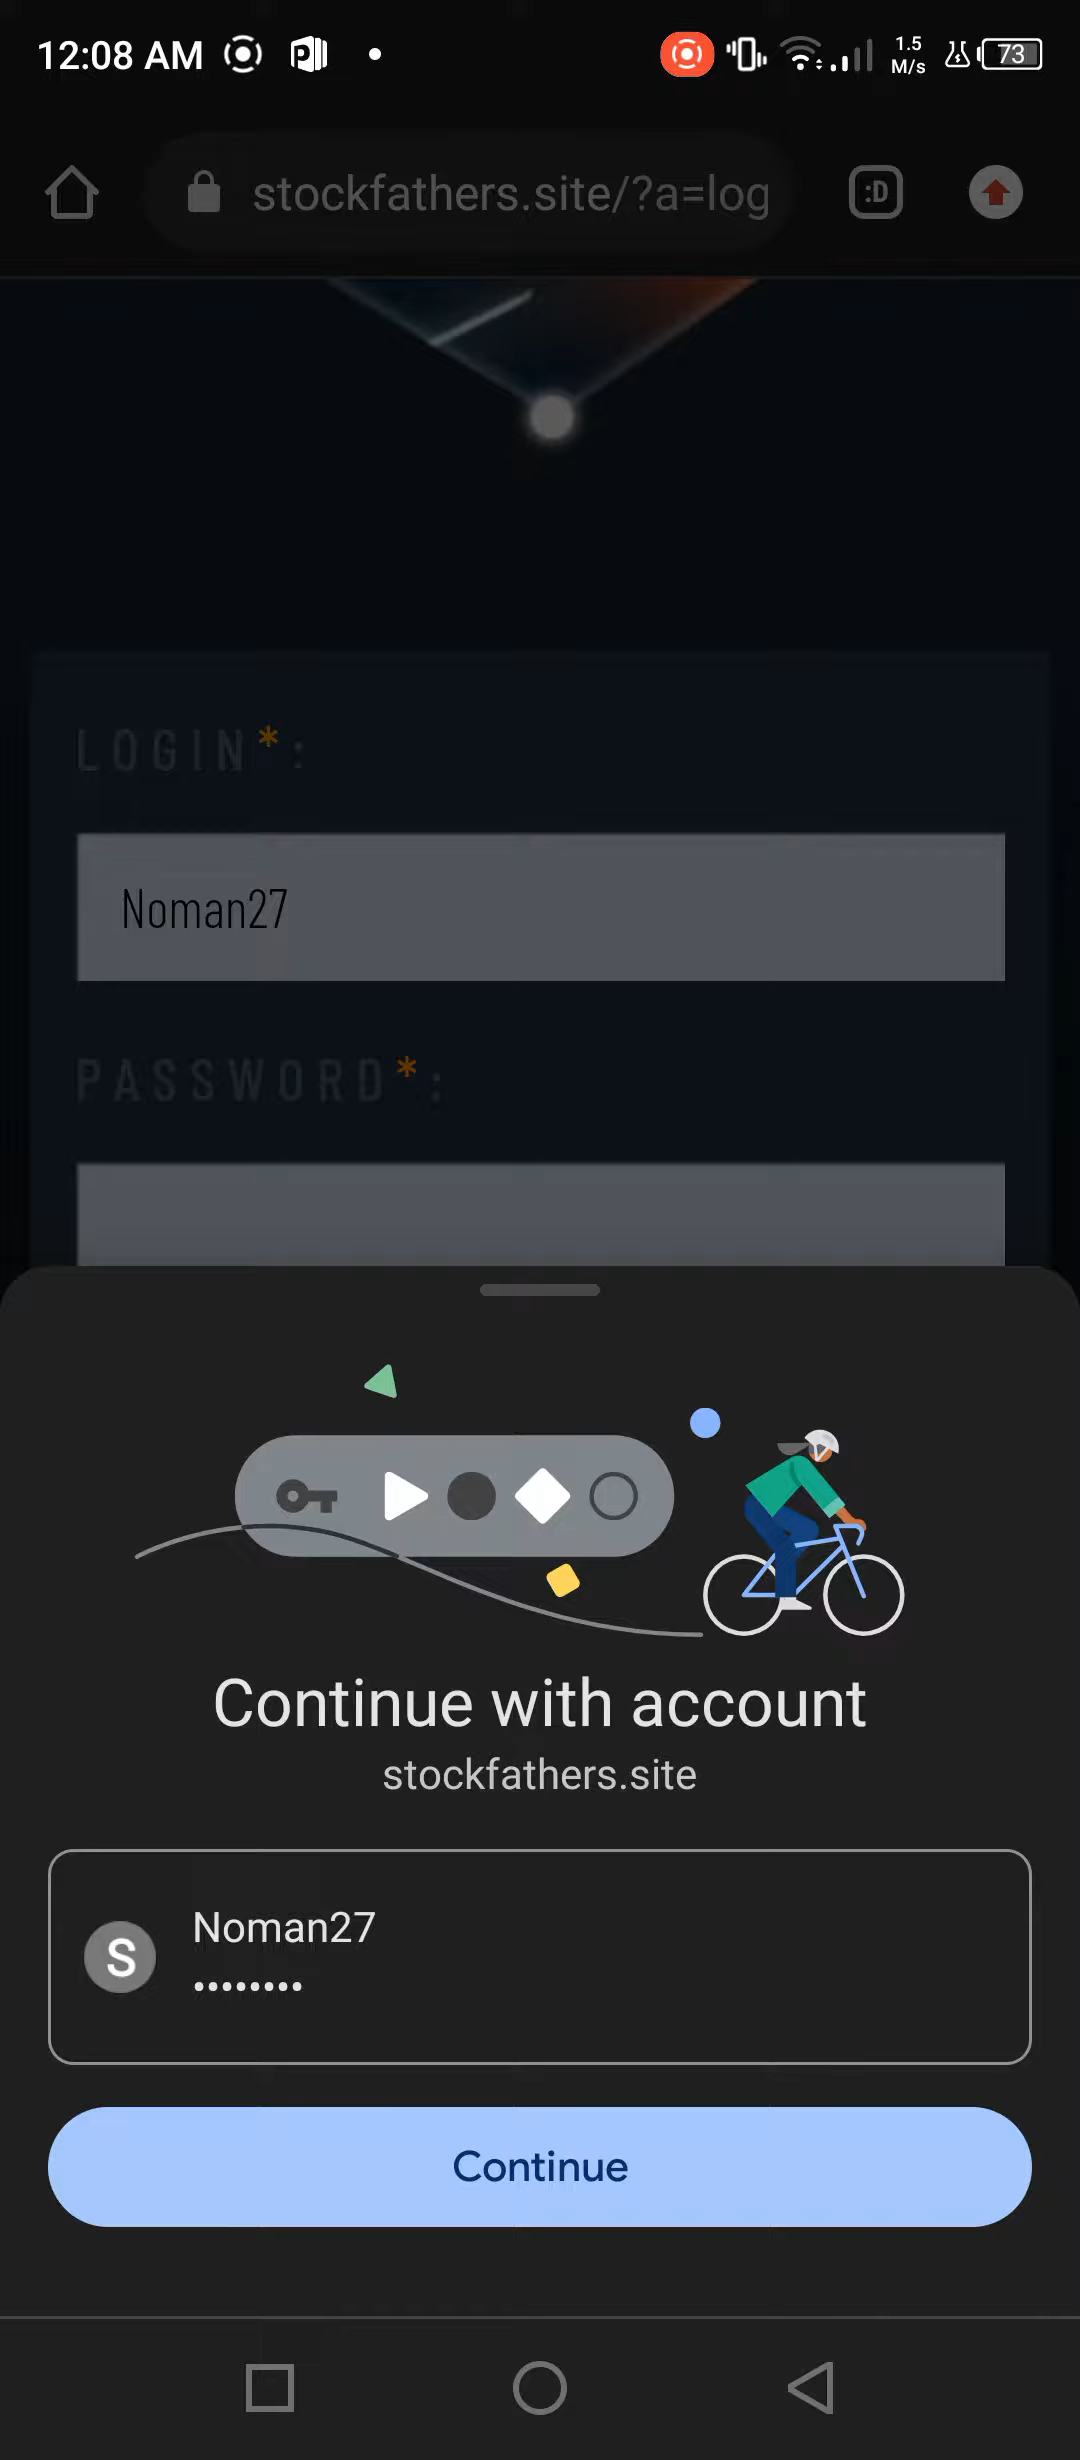 12:08 AM
1.5
M/s
73
stockfathers.site/?a=log
:D
LOGIN*:
Noman27
PASSWORD*:
Continue with account
stockfathers.site
S
Noman27
••••••••
Continue